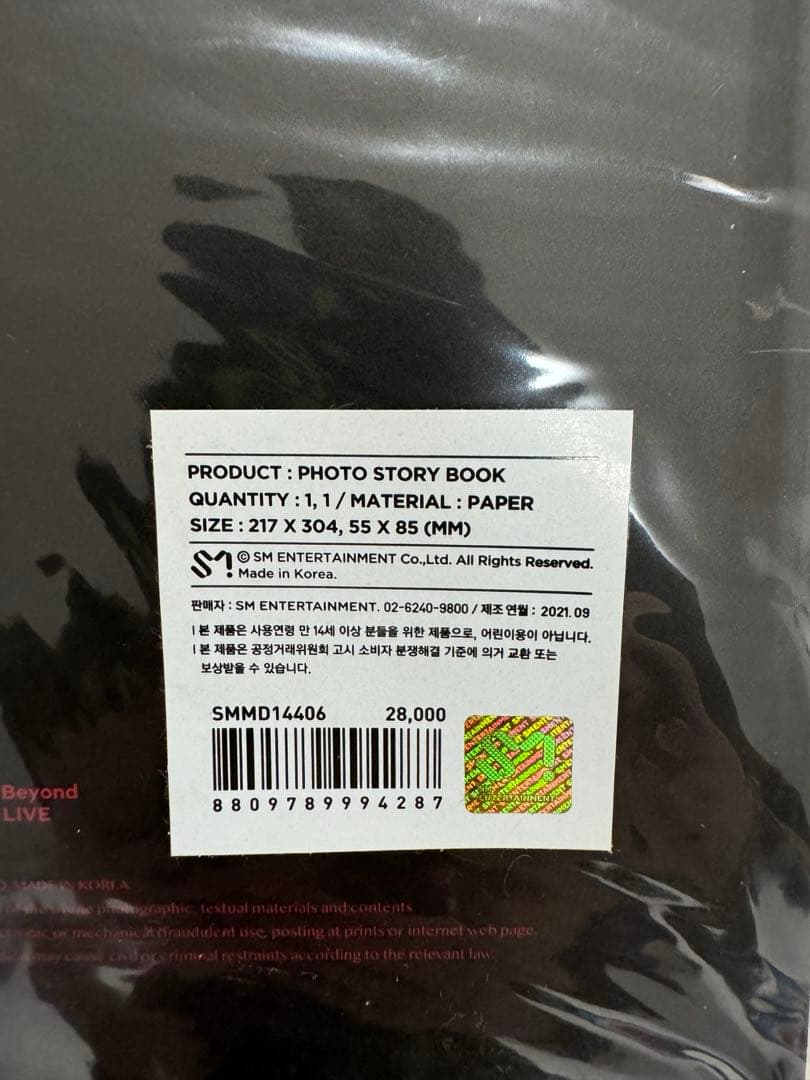 PRODUCT : PHOTO STORY BOOK
QUANTITY : 1, 1 / MATERIAL : PAPER
SIZE : 217 X 304, 55 X 85 (MM)
SM
© SM ENTERTAINMENT Co.,Ltd. All Rights Reserved.
Made in Korea.
판매자 : SM ENTERTAINMENT. 02-6240-9800 / 제조연월 : 2021. 09
| 본 제품은 사용연령 만 14세 이상 분들을 위한 제품으로, 어린이용이 아닙니다.
| 본 제품은 공정거래위원회 고시 소비자 분쟁해결 기준에 의거 교환 또는
보상받을 수 있습니다.
SMMD14406 28,000
8809789994287
SM
ENTERTAINMENT
Beyond
LIVE
MADE IN KOREA
the whole photographic, textual materials and contents
or mechanical fraudulent use, posting at prints or internet web page.
may cause civil or criminal restraints according to the relevant law.